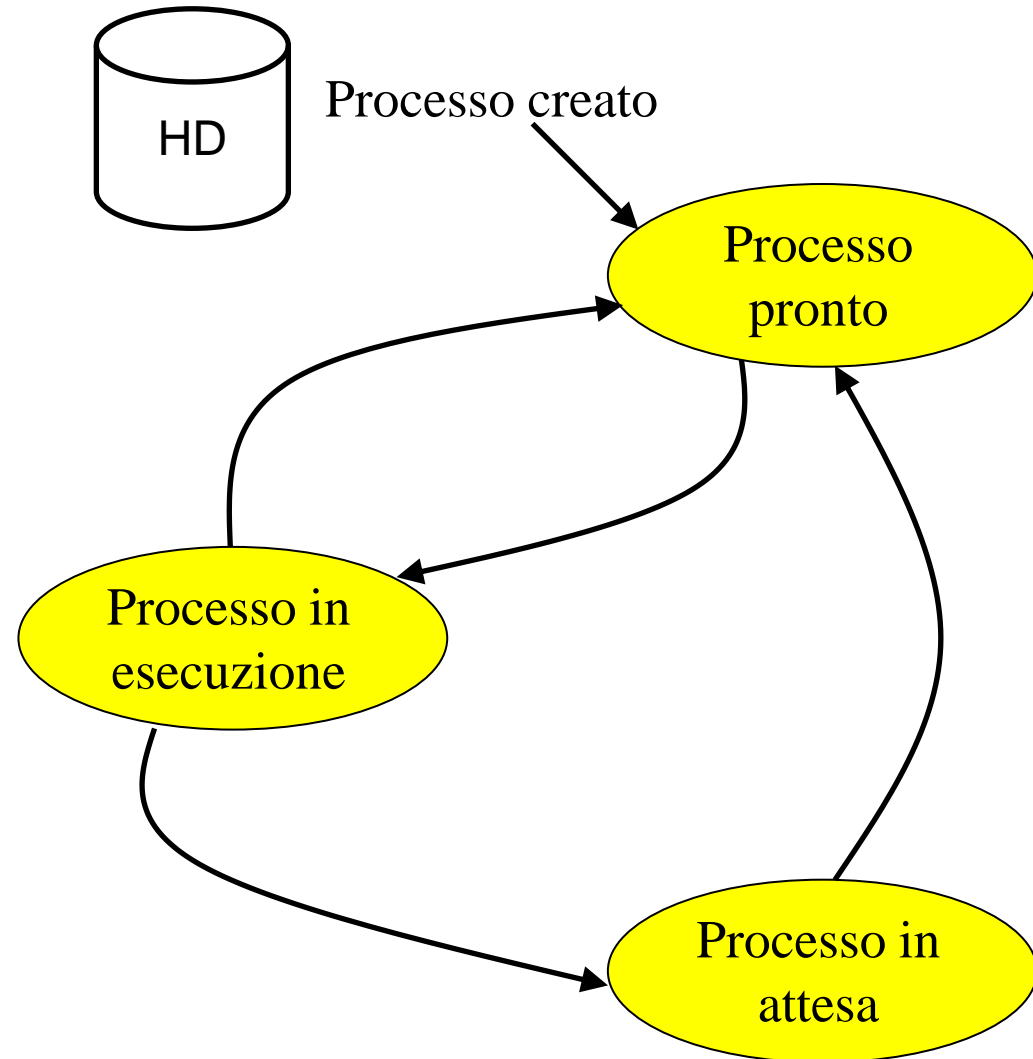 HD
Processo creato
Processo
pronto
Processo in
esecuzione
Processo in
attesa